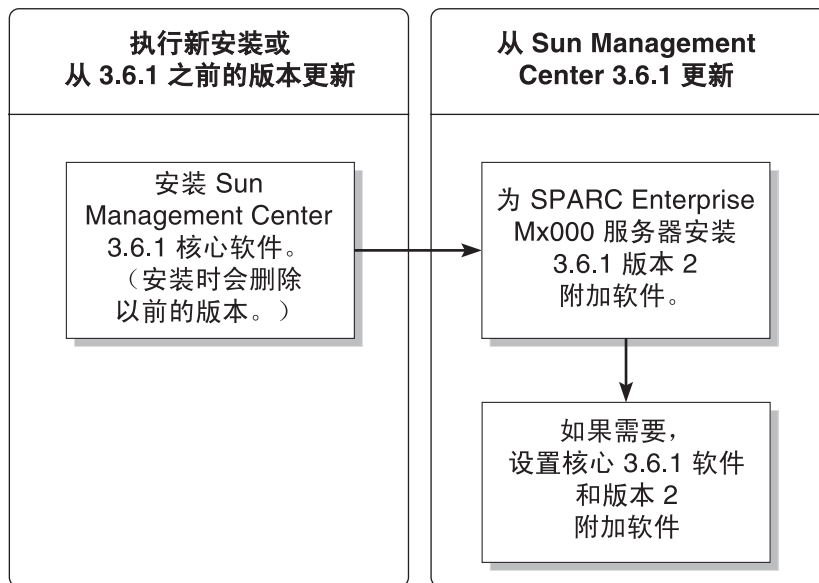 执行新安装或
从 3.6.1 之前的版本更新
安装 Sun
Management Center
3.6.1 核心软件。
（安装时会删除
以前的版本。）
从 Sun Management
Center 3.6.1 更新
为 SPARC Enterprise
Mx000 服务器安装
3.6.1 版本 2
附加软件。
如果需要，
设置核心 3.6.1 软件
和版本 2
附加软件